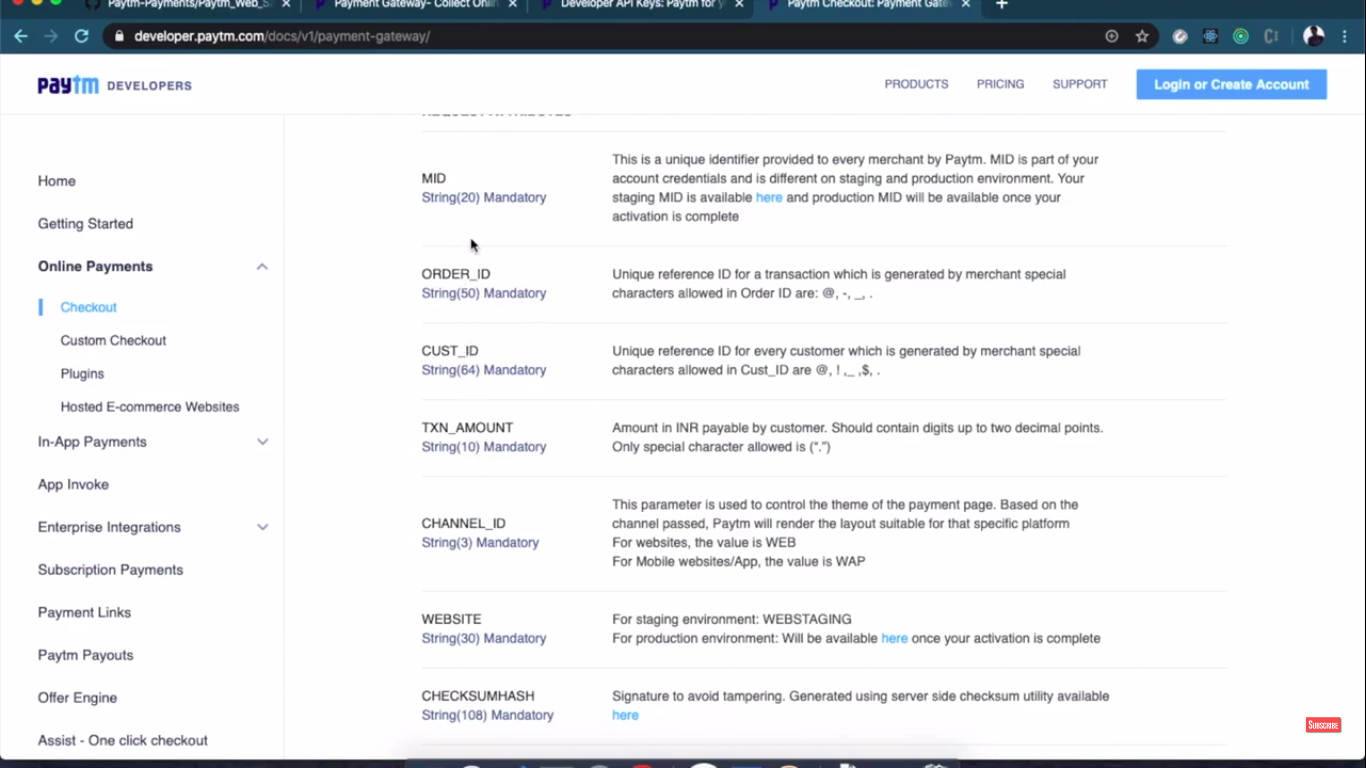 Paytm-Payments/Paytm_Web_S
Payment Gateway- Collect Onlin
Developer API Keys: Paytm for y
Paytm Checkout: Payment Gate
developer.paytm.com/docs/v1/payment-gateway/
paytm DEVELOPERS
PRODUCTS
PRICING
SUPPORT
Login or Create Account
Home
Getting Started
Online Payments
Checkout
Custom Checkout
Plugins
Hosted E-commerce Websites
In-App Payments
App Invoke
Enterprise Integrations
Subscription Payments
Payment Links
Paytm Payouts
Offer Engine
Assist - One click checkout
MID
String(20) Mandatory
This is a unique identifier provided to every merchant by Paytm. MID is part of your
account credentials and is different on staging and production environment. Your
staging MID is available here and production MID will be available once your
activation is complete
ORDER_ID
String(50) Mandatory
Unique reference ID for a transaction which is generated by merchant special
characters allowed in Order ID are: @, -, _, .
CUST_ID
String(64) Mandatory
Unique reference ID for every customer which is generated by merchant special
characters allowed in Cust_ID are @, ! ,_ ,$, .
TXN_AMOUNT
String(10) Mandatory
Amount in INR payable by customer. Should contain digits up to two decimal points.
Only special character allowed is (“.”)
CHANNEL_ID
String(3) Mandatory
This parameter is used to control the theme of the payment page. Based on the
channel passed, Paytm will render the layout suitable for that specific platform
For websites, the value is WEB
For Mobile websites/App, the value is WAP
WEBSITE
String(30) Mandatory
For staging environment: WEBSTAGING
For production environment: Will be available here once your activation is complete
CHECKSUMHASH
String(108) Mandatory
Signature to avoid tampering. Generated using server side checksum utility available
here
SUBSCRIBE